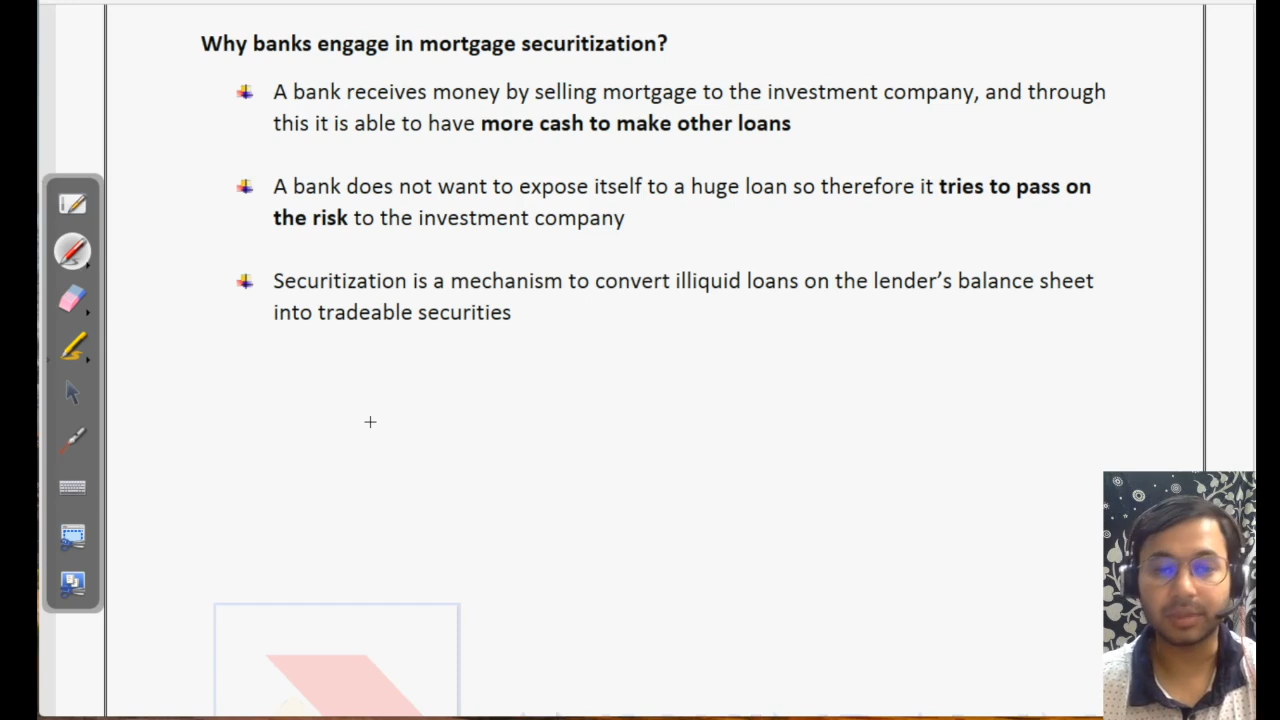 Why banks engage in mortgage securitization?
A bank receives money by selling mortgage to the investment company, and through
this it is able to have more cash to make other loans
A bank does not want to expose itself to a huge loan so therefore it tries to pass on
the risk to the investment company
Securitization is a mechanism to convert illiquid loans on the lender’s balance sheet
into tradeable securities